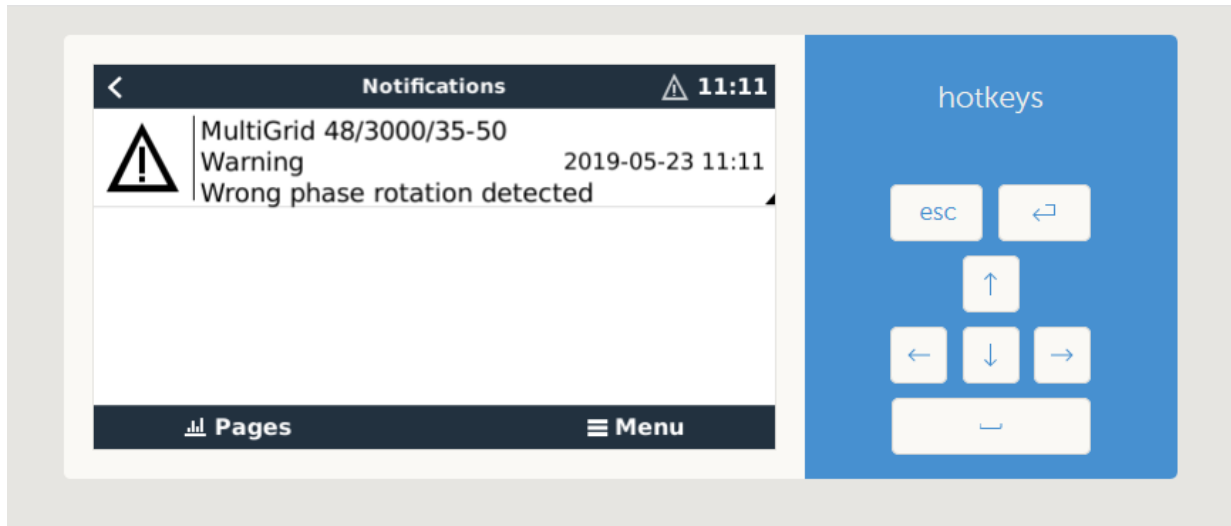 Notifications 11:11
MultiGrid 48/3000/35-50
Warning 2019-05-23 11:11
Wrong phase rotation detected
Pages Menu
hotkeys
esc